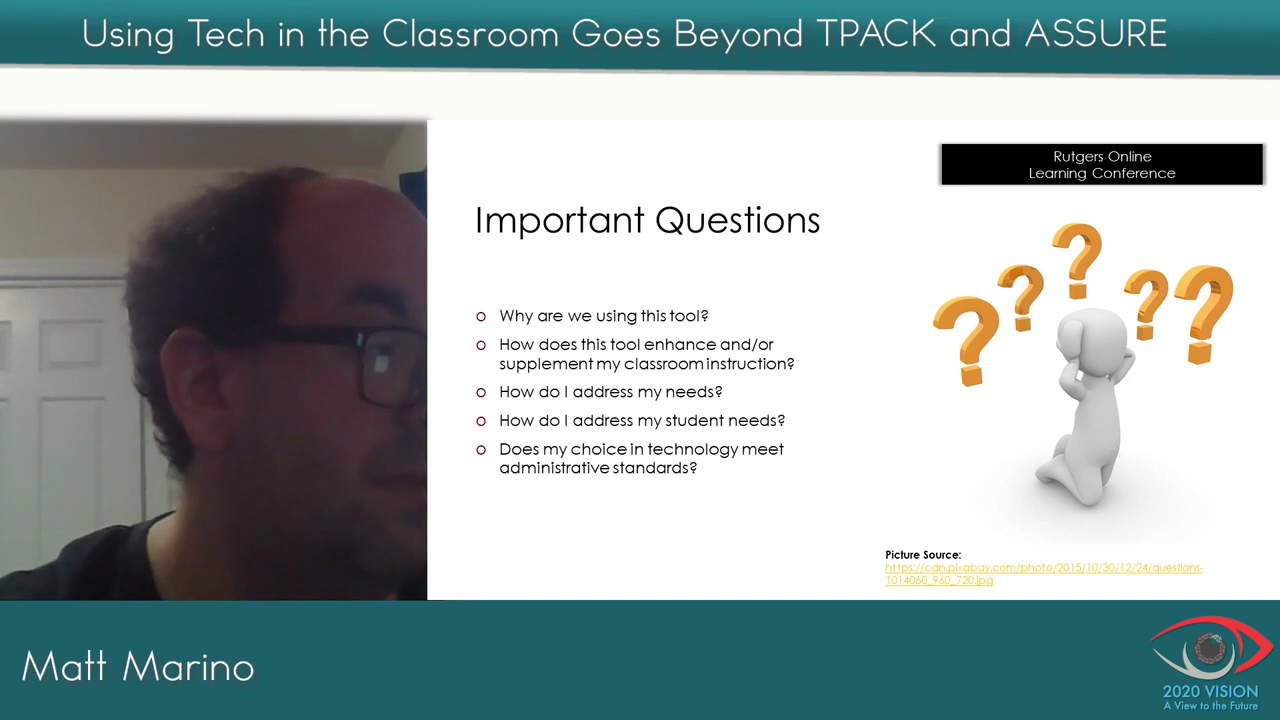 Using Tech in the Classroom Goes Beyond TPACK and ASSURE
Rutgers Online
Learning Conference
Important Questions
Why are we using this tool?
How does this tool enhance and/or
supplement my classroom instruction?
How do I address my needs?
How do I address my student needs?
Does my choice in technology meet
administrative standards?
Picture Source:
https://cdn.pixabay.com/photo/2015/10/30/12/24/questions-
1014060_960_720.jpg
Matt Marino
2020 VISION
A View to the Future